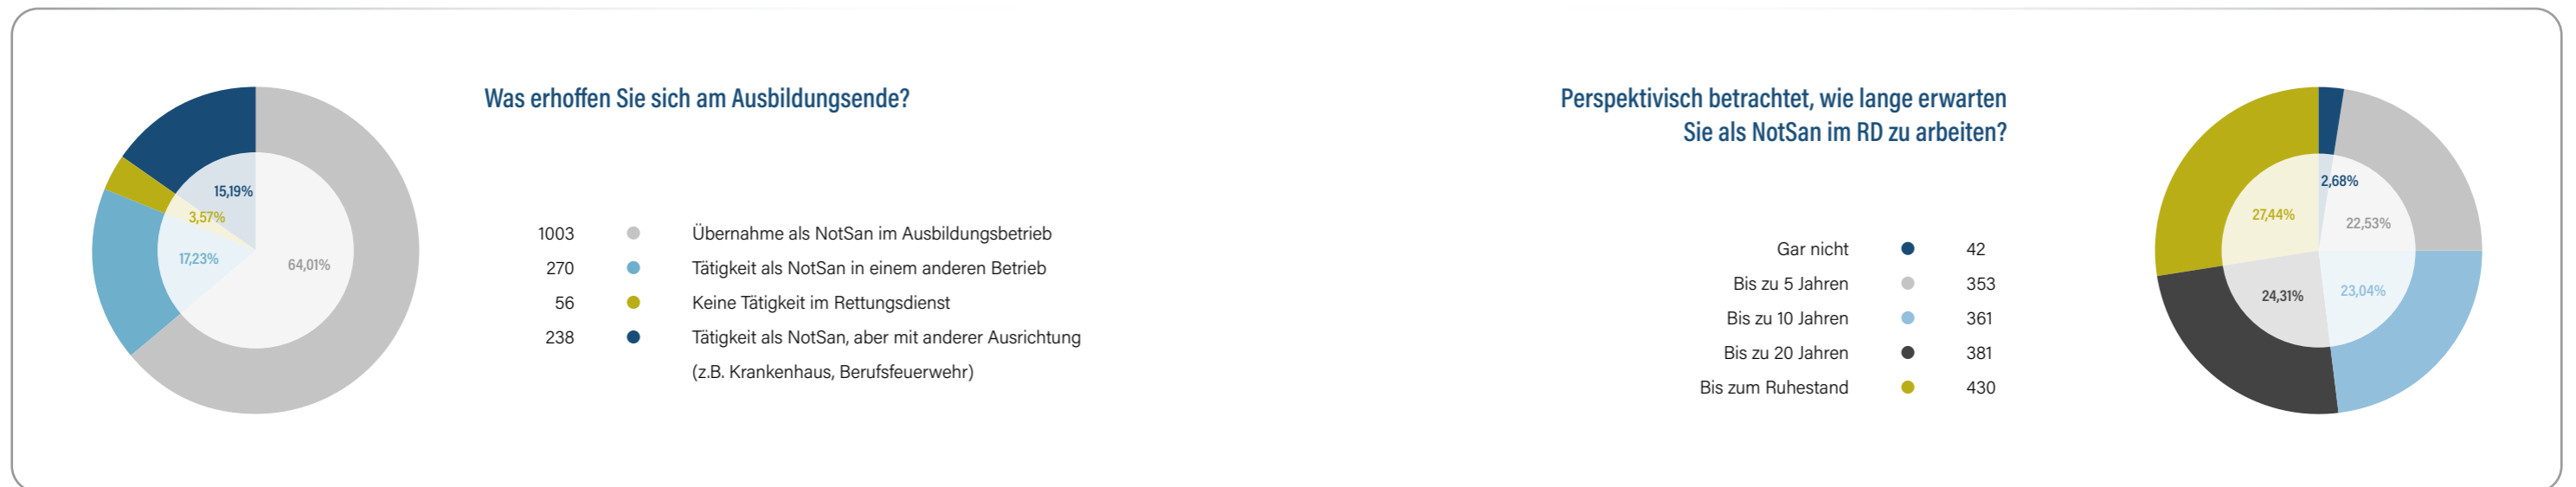 Was erhoffen Sie sich am Ausbildungsende?
15,19%
3,57%
17,23%
64,01%
1003 Übernahme als NotSan im Ausbildungsbetrieb
270 Tätigkeit als NotSan in einem anderen Betrieb
56 Keine Tätigkeit im Rettungsdienst
238 Tätigkeit als NotSan, aber mit anderer Ausrichtung
(z.B. Krankenhaus, Berufsfeuerwehr)
Perspektivisch betrachtet, wie lange erwarten
Sie als NotSan im RD zu arbeiten?
Gar nicht 42
Bis zu 5 Jahren 353
Bis zu 10 Jahren 361
Bis zu 20 Jahren 381
Bis zum Ruhestand 430
2,68%
27,44%
22,53%
24,31%
23,04%